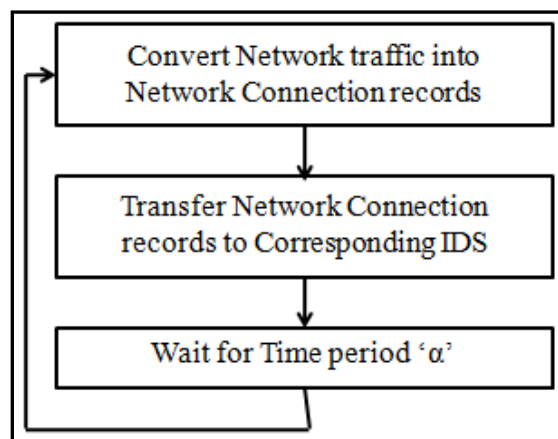 Convert Network traffic into
Network Connection records
Transfer Network Connection
records to Corresponding IDS
Wait for Time period ‘α’